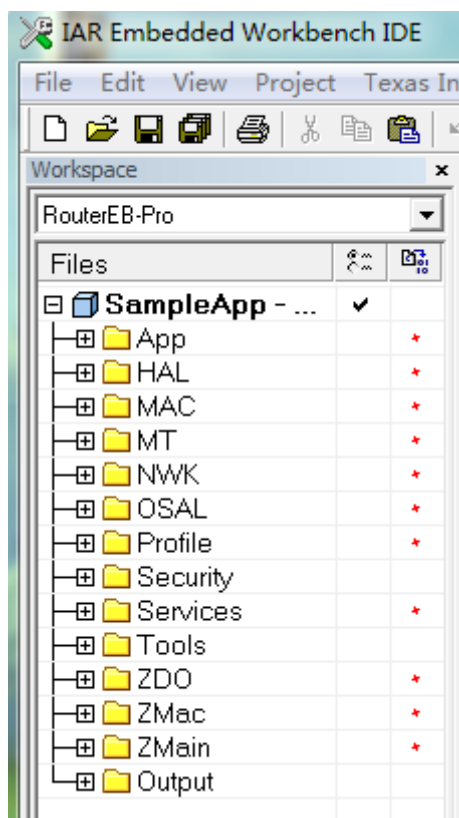 IAR Embedded Workbench IDE
File Edit View Project Texas In
Workspace
RouterEB-Pro
Files
SampleApp - ...
App
HAL
MAC
MT
NWK
OSAL
Profile
Security
Services
Tools
ZDO
ZMac
ZMain
Output